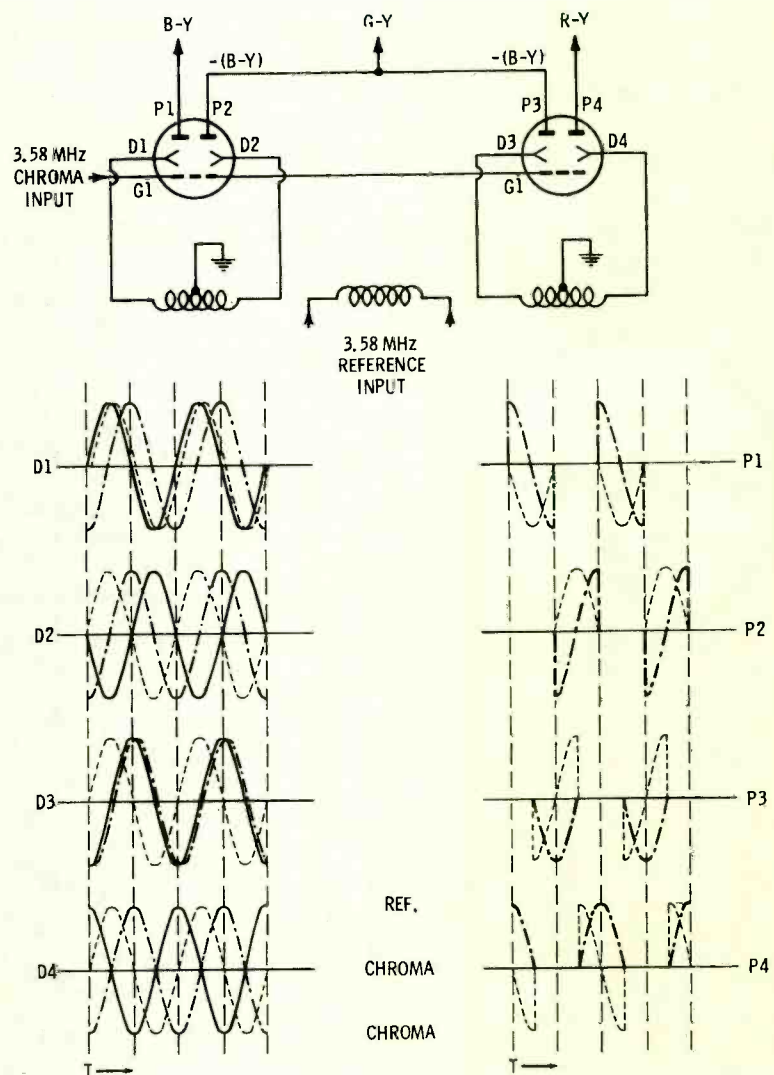 B-Y G-Y R-Y
-(B-Y) -(B-Y)
P1 P2 P3 P4
D1 D2 D3 D4
3.58 MHz
CHROMA
INPUT
G1 G1
3.58 MHz
REFERENCE
INPUT
D1 P1
D2 P2
D3 P3
REF.
D4 CHROMA P4
CHROMA
T T